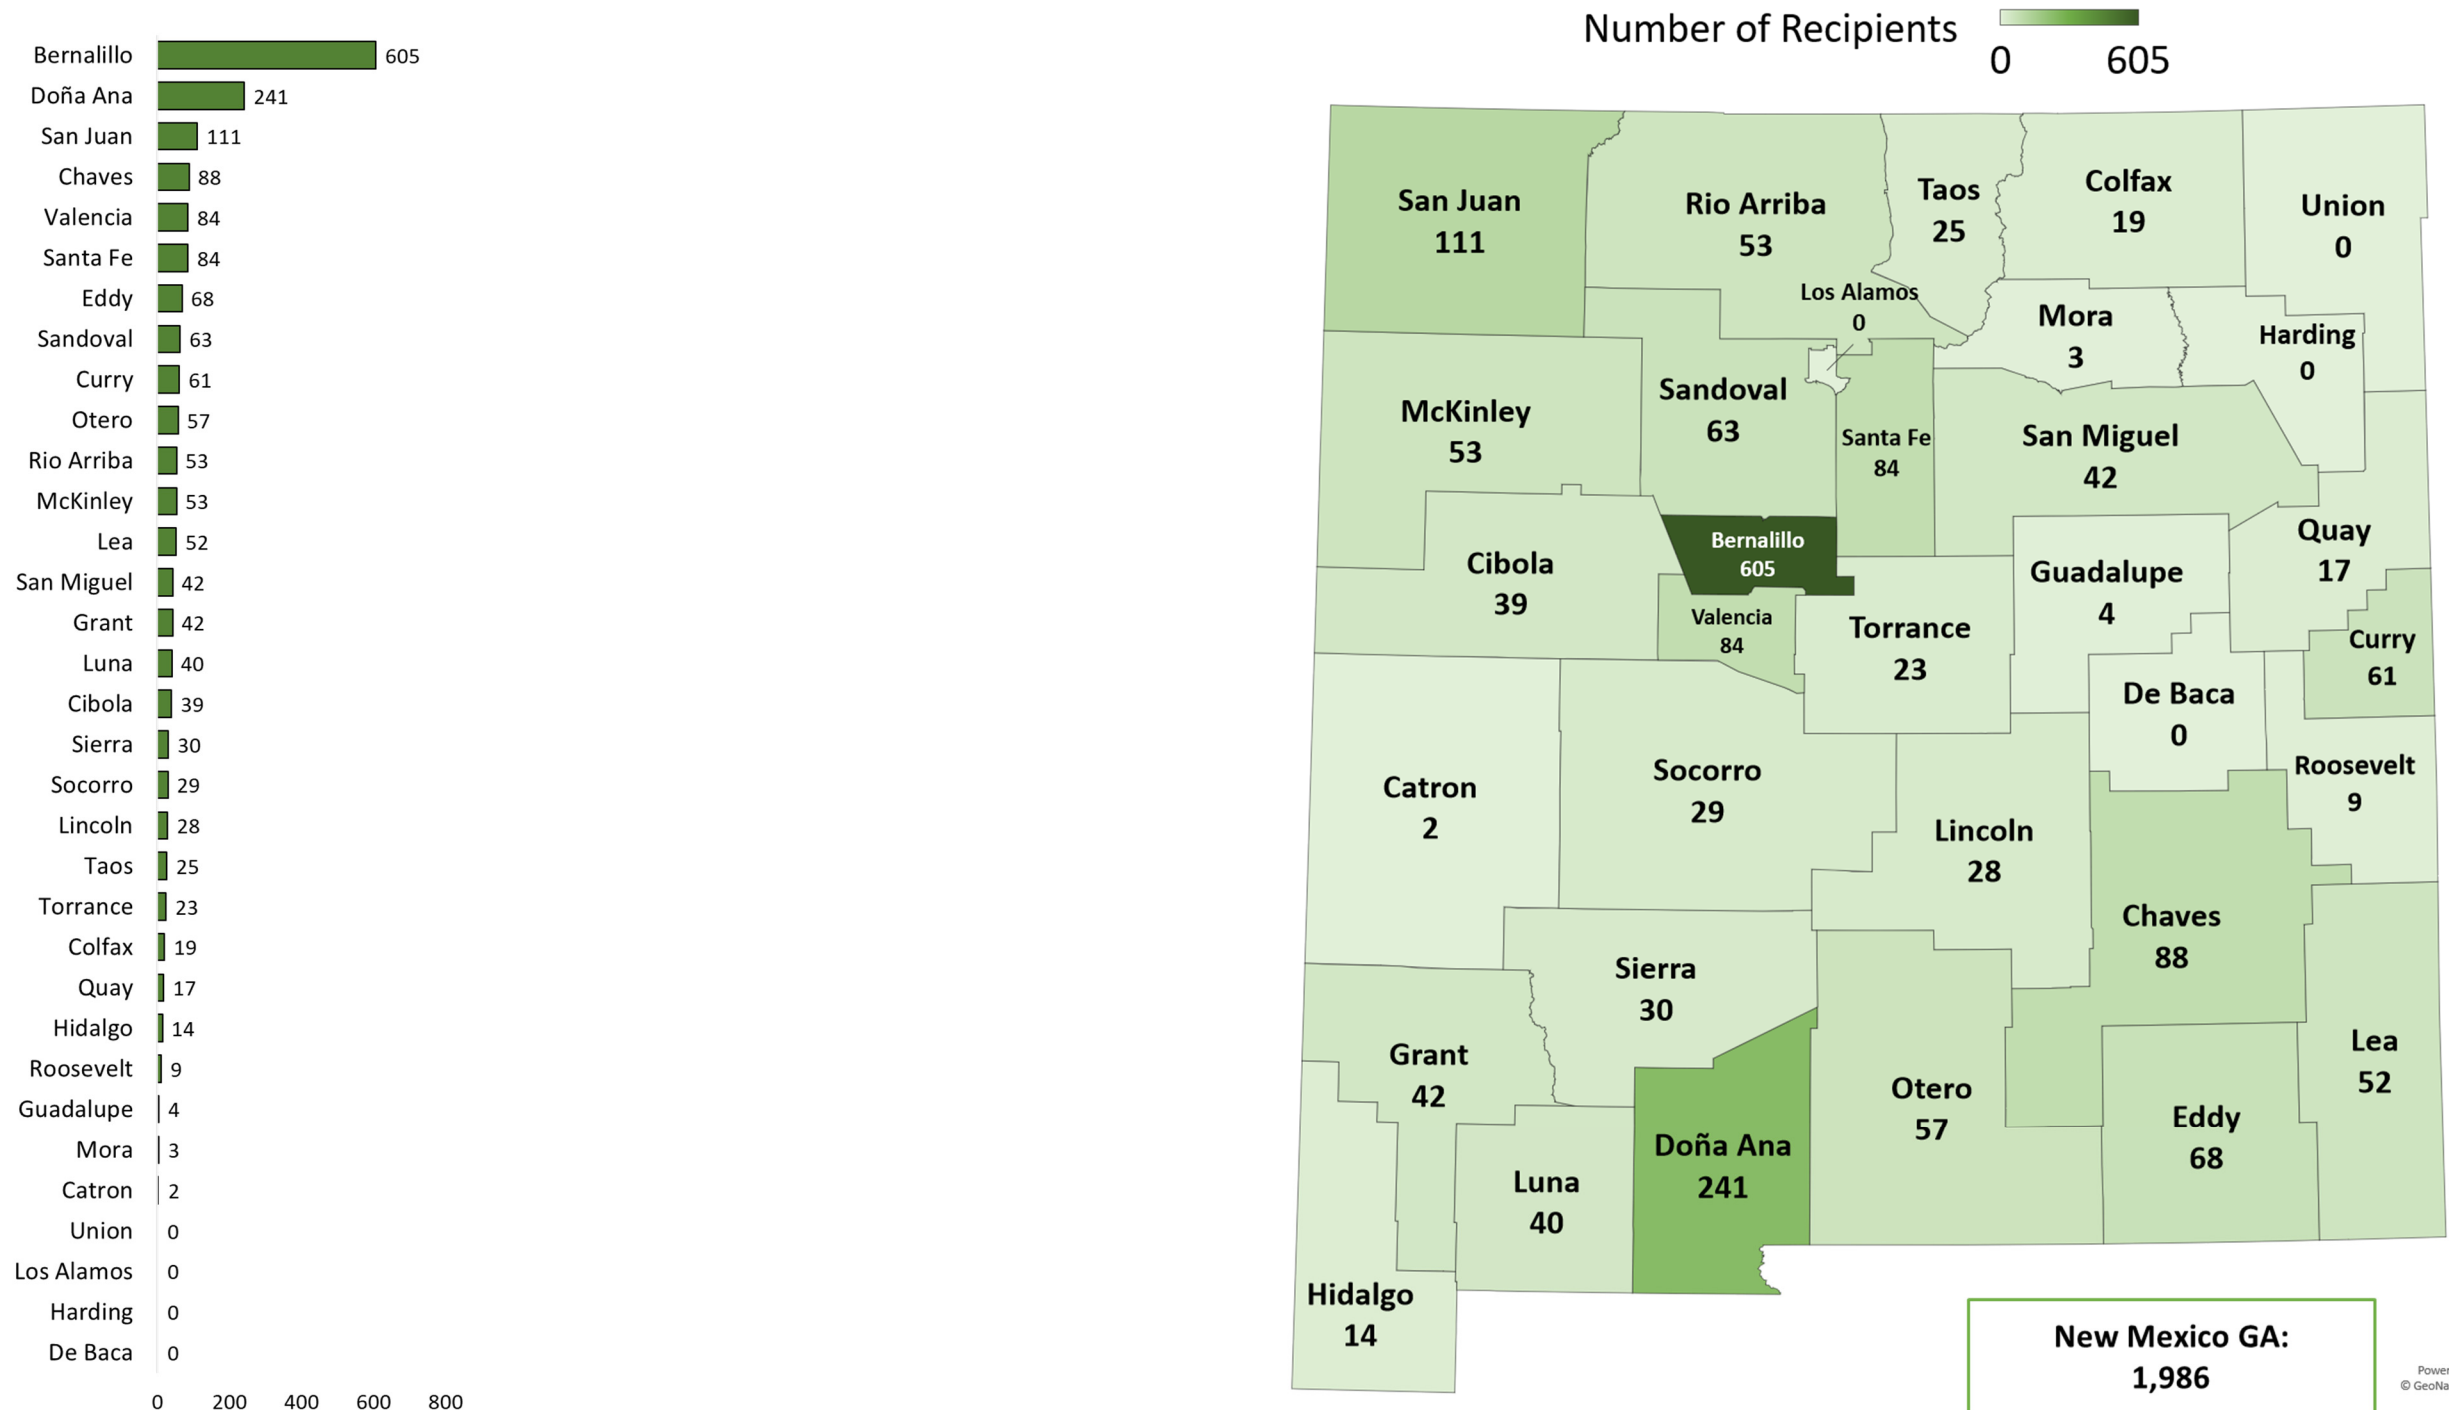 Bernalillo 605
Doña Ana 241
San Juan 111
Chaves 88
Valencia 84
Santa Fe 84
Eddy 68
Sandoval 63
Curry 61
Otero 57
Rio Arriba 53
McKinley 53
Lea 52
San Miguel 42
Grant 42
Luna 40
Cibola 39
Sierra 30
Socorro 29
Lincoln 28
Taos 25
Torrance 23
Colfax 19
Quay 17
Hidalgo 14
Roosevelt 9
Guadalupe 4
Mora 3
Catron 2
Union 0
Los Alamos 0
Harding 0
De Baca 0
0 200 400 600 800
Number of Recipients
0 605
San Juan
111
Rio Arriba
53
Taos
25
Colfax
19
Union
0
Los Alamos
0
Mora
3
Harding
0
McKinley
53
Sandoval
63
Santa Fe
84
San Miguel
42
Quay
17
Bernalillo
605
Cibola
39
Guadalupe
4
Valencia
84
Torrance
23
Curry
61
De Baca
0
Roosevelt
9
Catron
2
Socorro
29
Lincoln
28
Chaves
88
Sierra
30
Grant
42
Otero
57
Lea
52
Eddy
68
Doña Ana
241
Luna
40
Hidalgo
14
New Mexico GA:
1,986
Power
© GeoNa